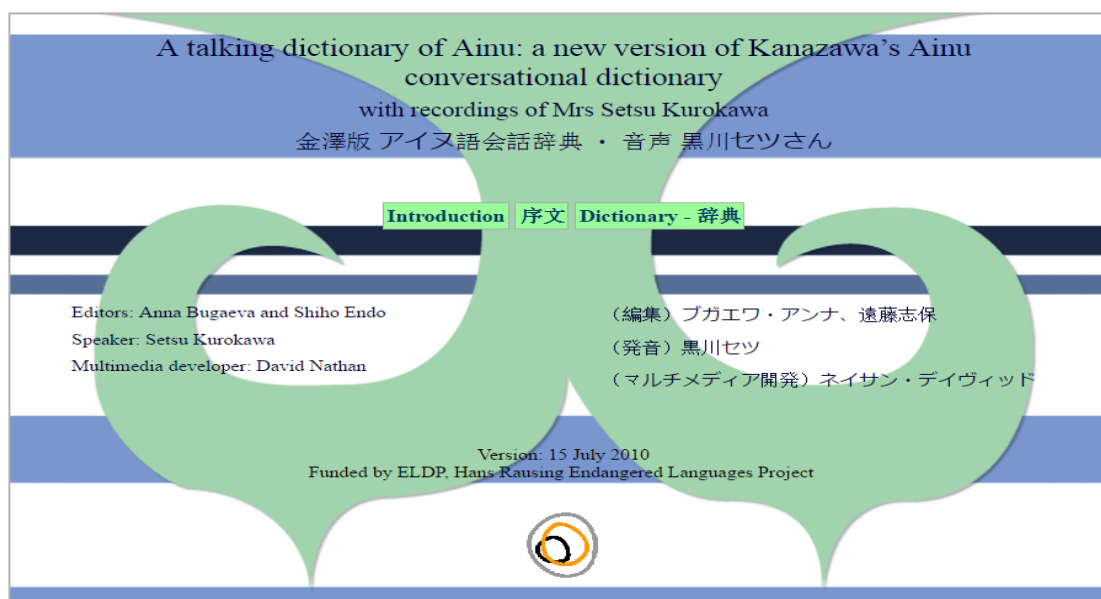 A talking dictionary of Ainu: a new version of Kanazawa's Ainu
conversational dictionary
with recordings of Mrs Setsu Kurokawa
金澤版 アイヌ語会話辞典 ・ 音声 黒川セツさん
Introduction 序文 Dictionary - 辞典
Editors: Anna Bugaeva and Shiho Endo
Speaker: Setsu Kurokawa
Multimedia developer: David Nathan
（編集）ブガエワ・アンナ、遠藤志保
（発音）黒川セツ
（マルチメディア開発）ネイサン・デイヴィッド
Version: 15 July 2010
Funded by ELDP, Hans Rausing Endangered Languages Project